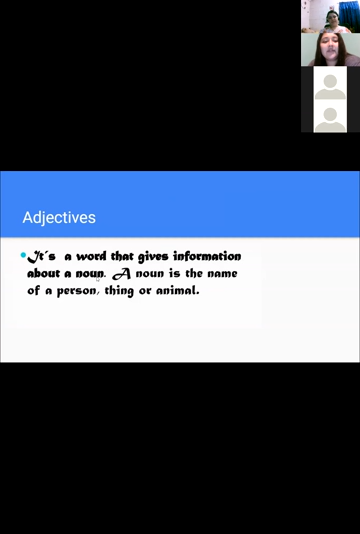 Adjectives
It´s a word that gives information
about a noun. A noun is the name
of a person, thing or animal.